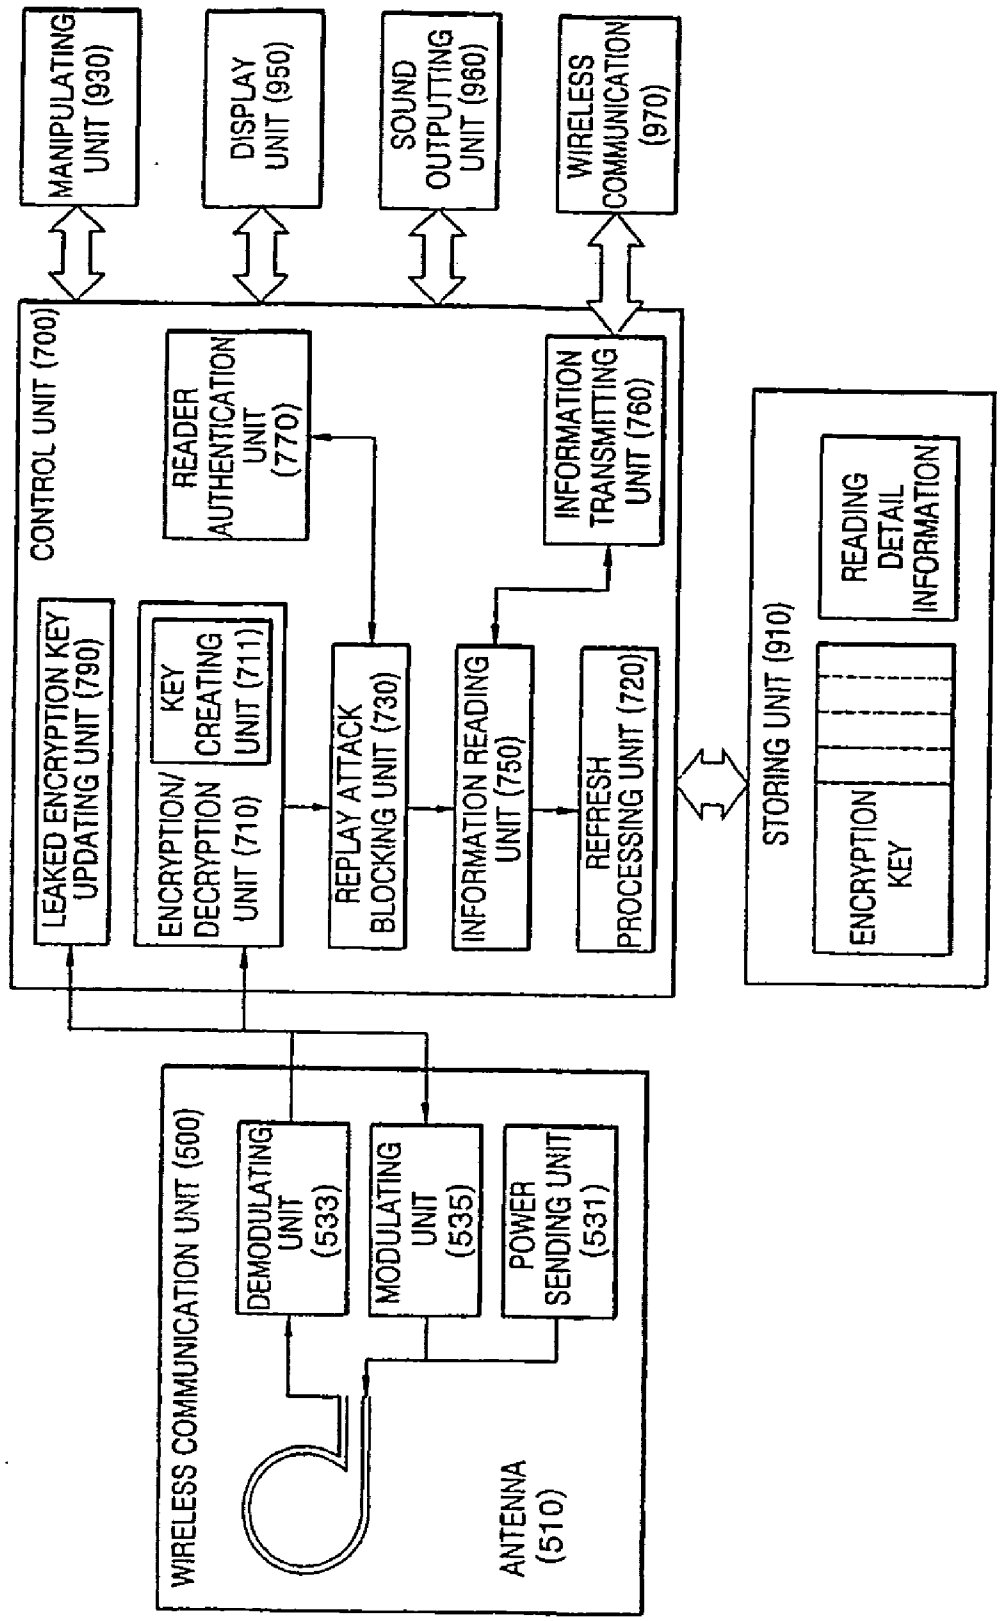 WIRELESS COMMUNICATION UNIT (500)
ANTENNA
(510)
DEMODULATING
UNIT
(533)
MODULATING
UNIT
(535)
POWER
SENDING UNIT
(531)
CONTROL UNIT (700)
LEAKED ENCRYPTION KEY
UPDATING UNIT (790)
ENCRYPTION/
DECRYPTION
UNIT (710)
KEY
CREATING
UNIT (711)
REPLAY ATTACK
BLOCKING UNIT (730)
INFORMATION READING
UNIT (750)
REFRESH
PROCESSING UNIT (720)
READER
AUTHENTICATION
UNIT
(770)
INFORMATION
TRANSMITTING
UNIT (760)
MANIPULATING
UNIT (930)
DISPLAY
UNIT (950)
SOUND
OUTPUTTING
UNIT (960)
WIRELESS
COMMUNICATION
(970)
STORING UNIT (910)
ENCRYPTION
KEY
READING
DETAIL
INFORMATION